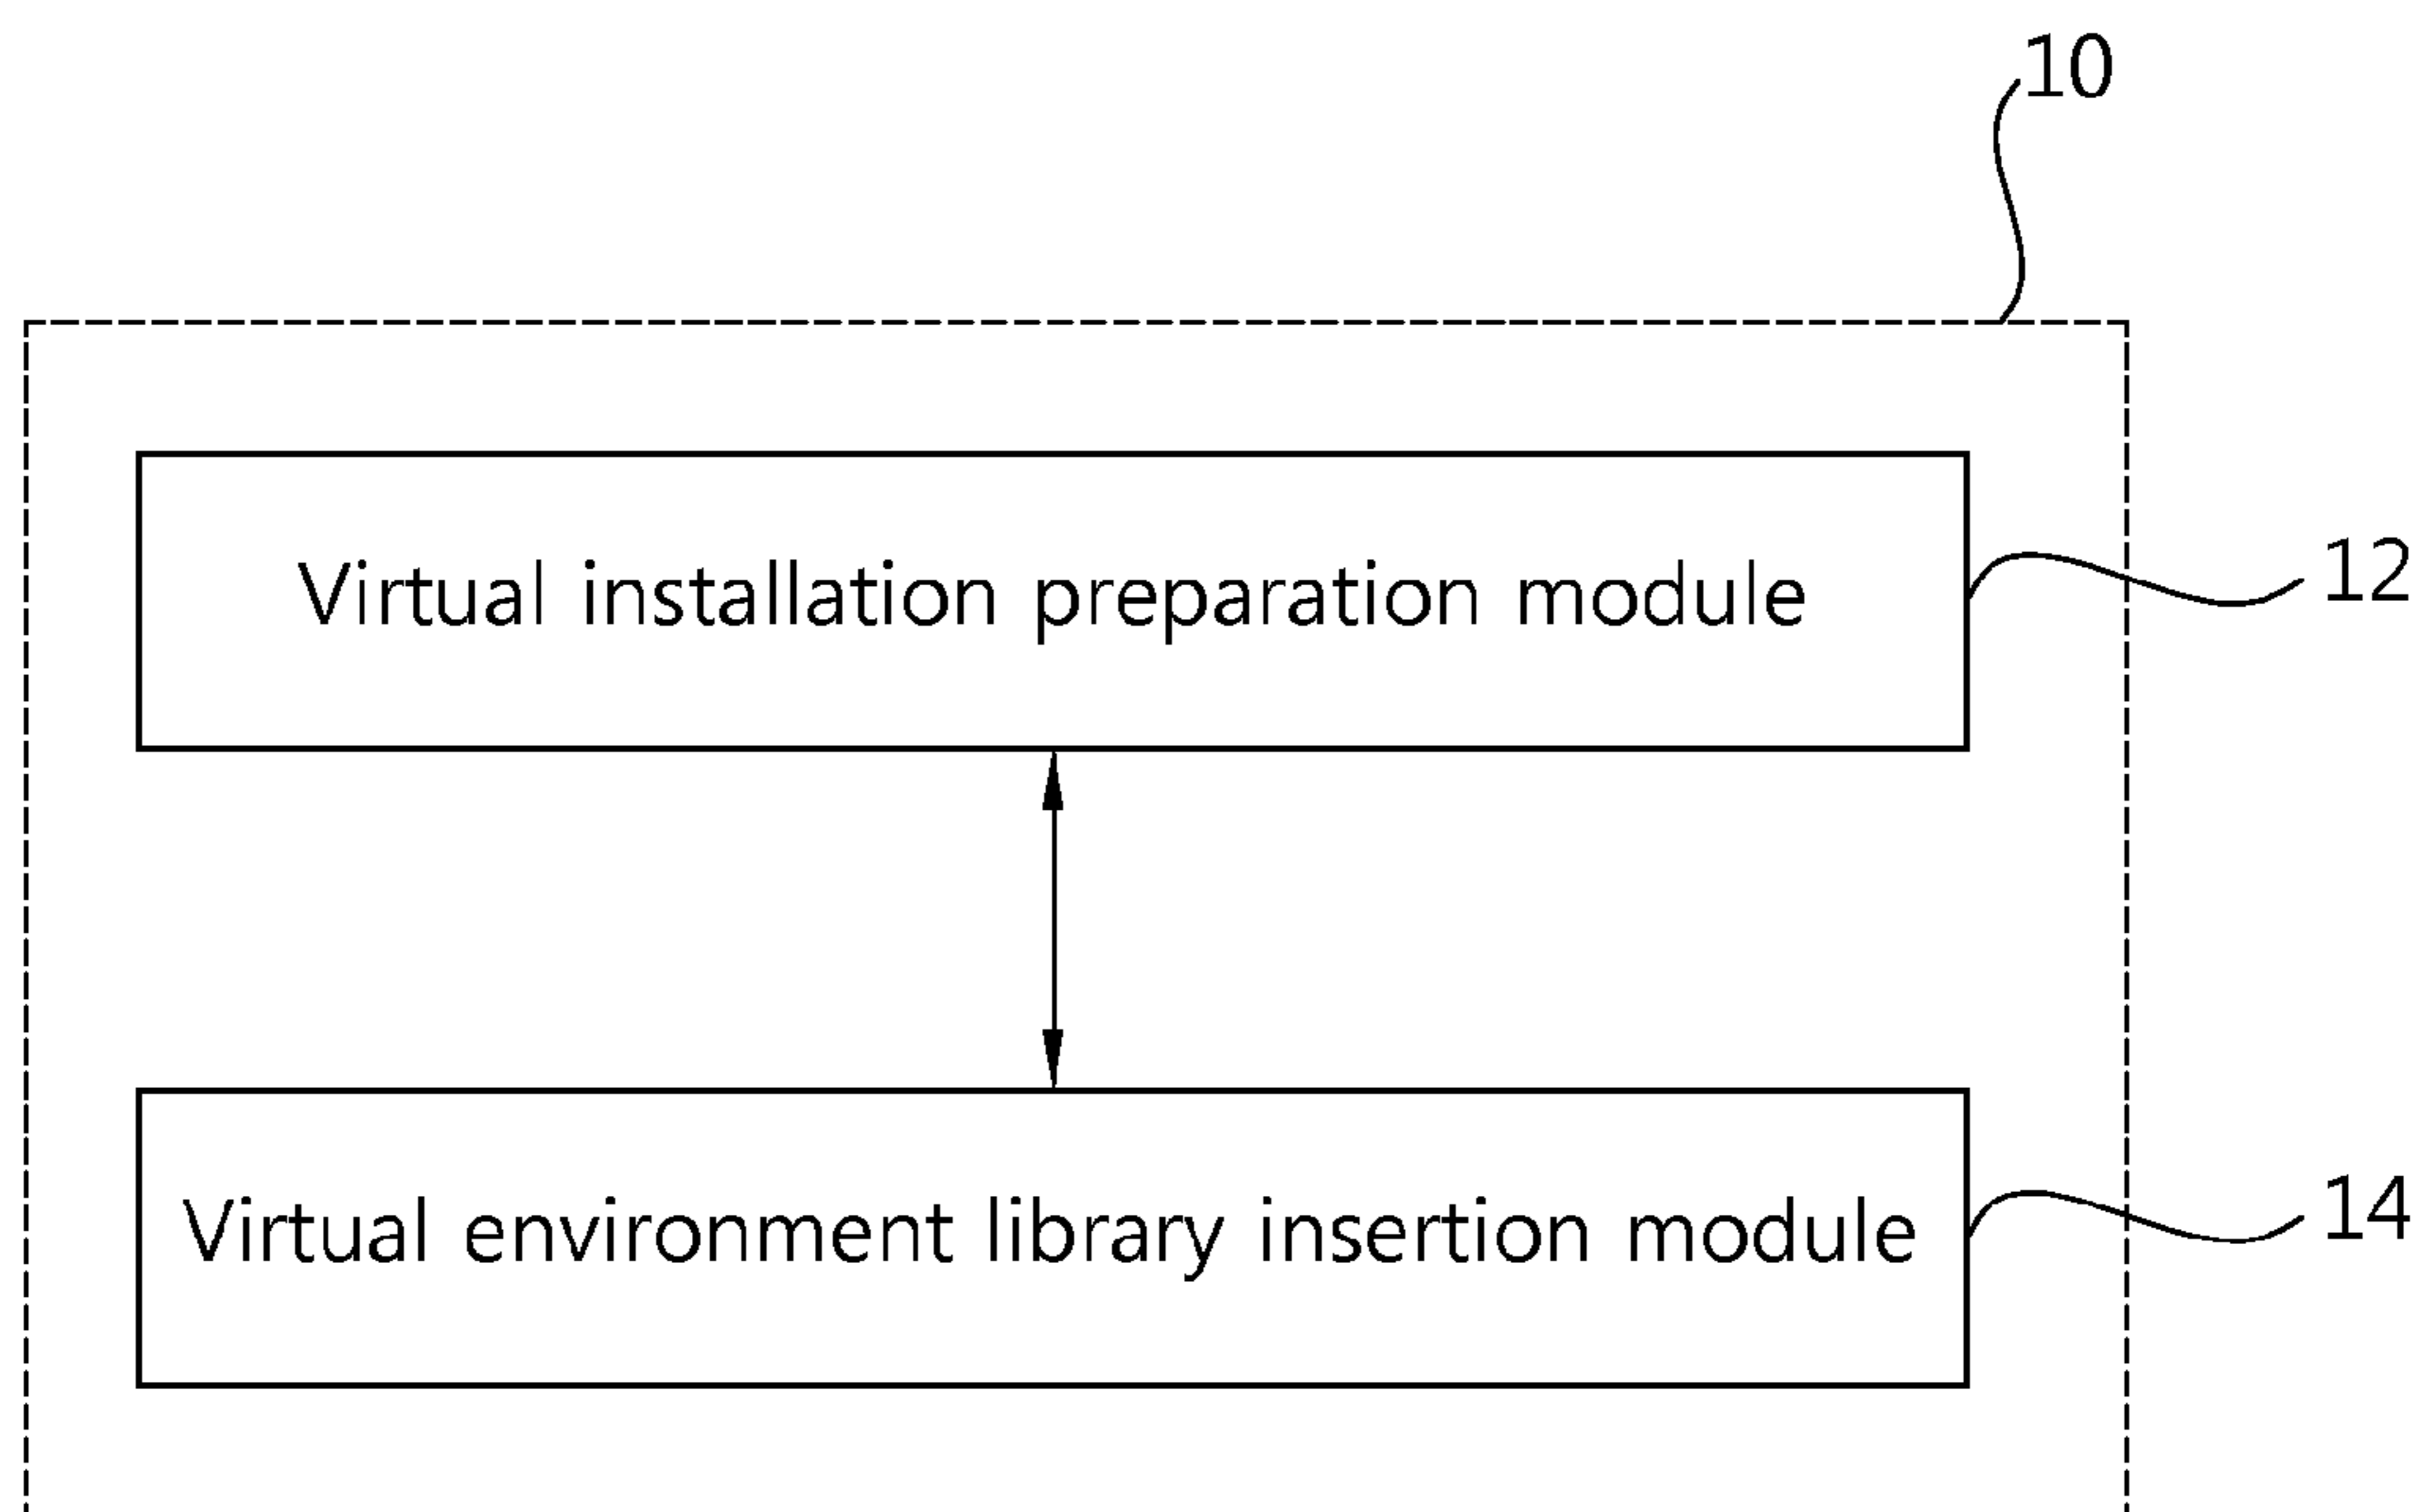 10
Virtual installation preparation module
12
Virtual environment library insertion module
14